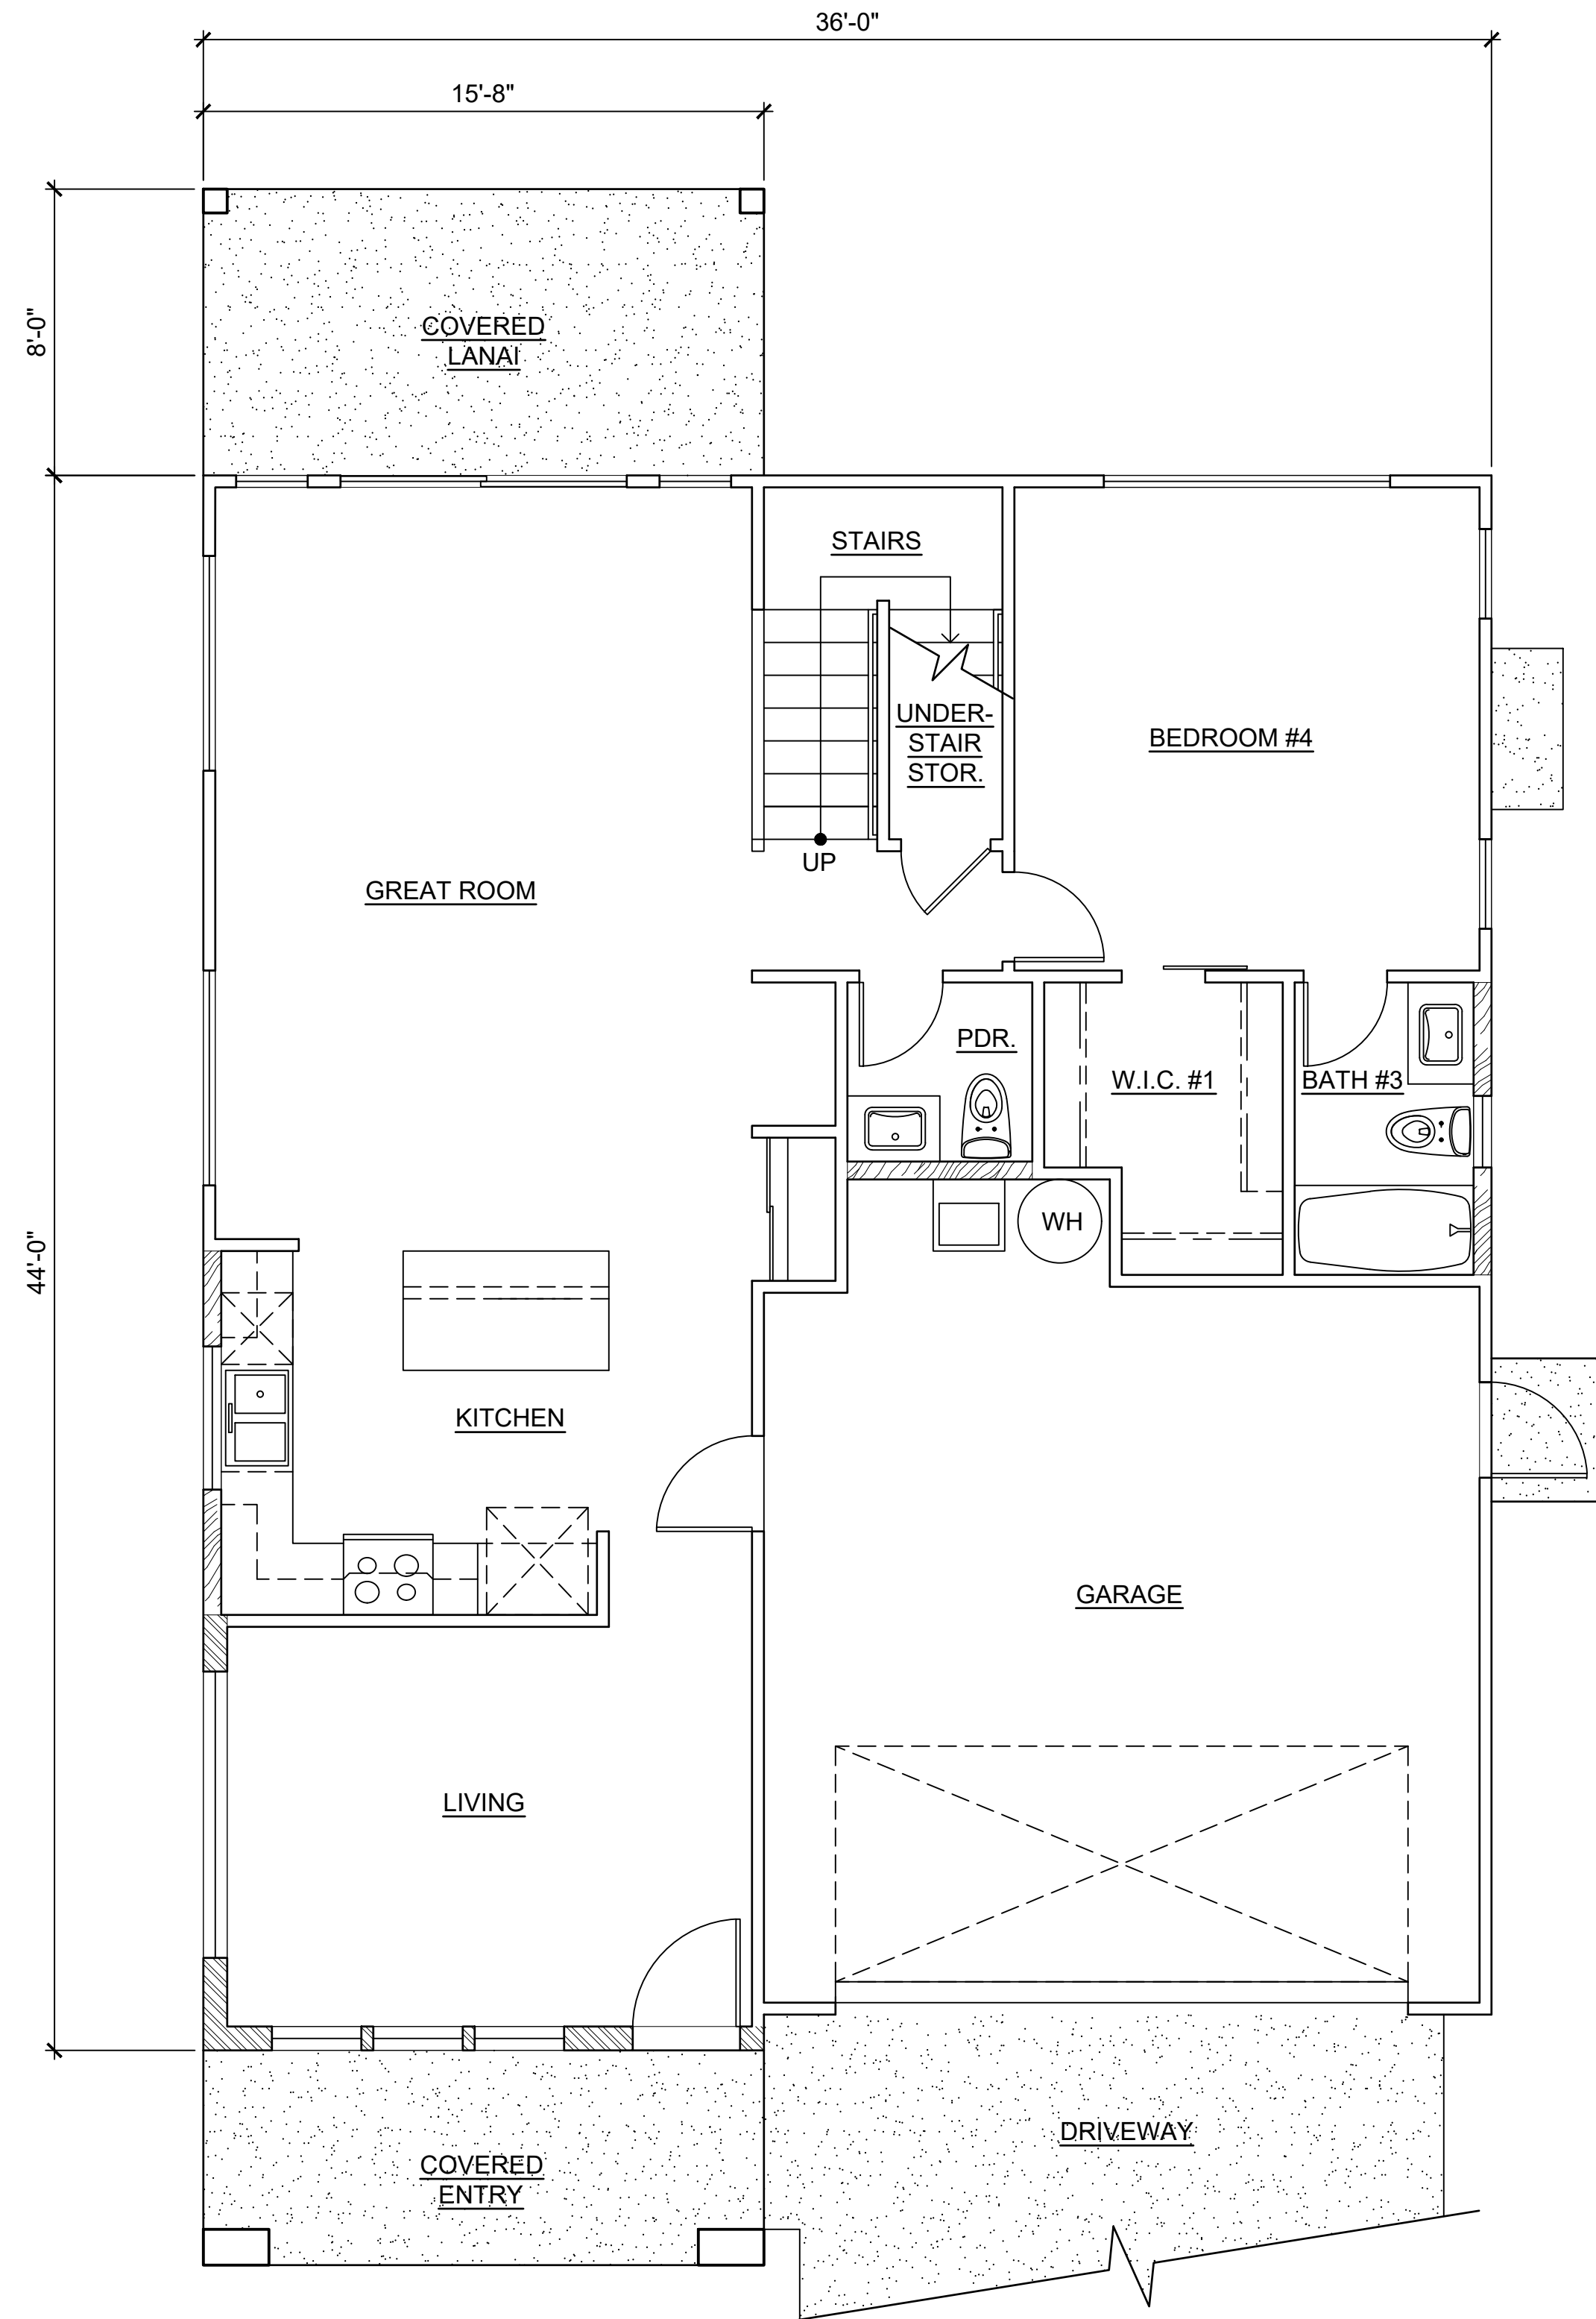 36'-0"
15'-8"
8'-0"
COVERED
LANAI
STAIRS
UNDER-
STAIR
STOR.
BEDROOM #4
UP
GREAT ROOM
PDR.
W.I.C. #1
BATH #3
WH
44'-0"
KITCHEN
GARAGE
LIVING
DRIVEWAY
COVERED
ENTRY